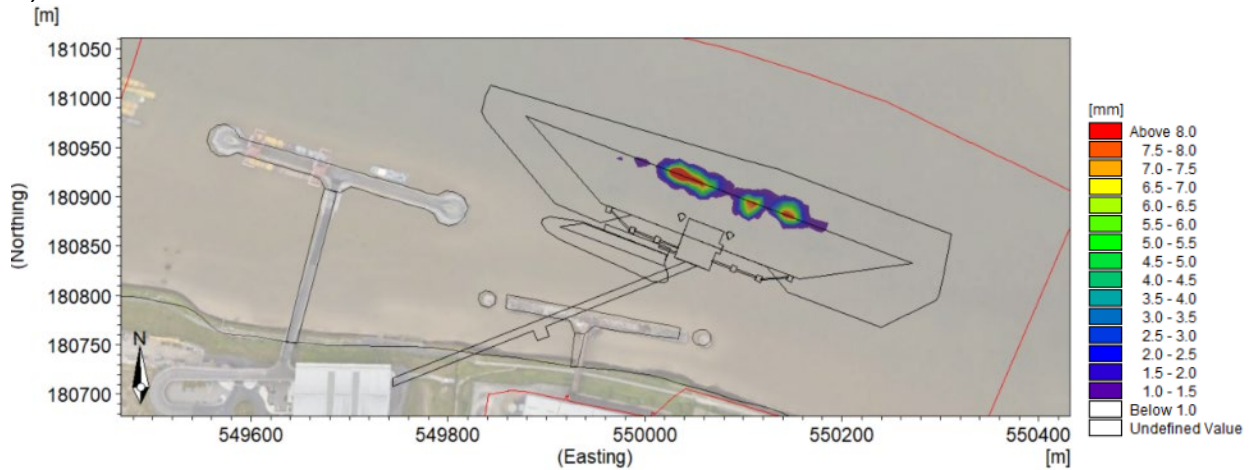 [m]
181050
181000
180950
180900
180850
180800
180750
180700
(Northing)
N
549600 549800 550000 550200 550400
(Easting) [m]
[mm]
Above 8.0
7.5 - 8.0
7.0 - 7.5
6.5 - 7.0
6.0 - 6.5
5.5 - 6.0
5.0 - 5.5
4.5 - 5.0
4.0 - 4.5
3.5 - 4.0
3.0 - 3.5
2.5 - 3.0
2.0 - 2.5
1.5 - 2.0
1.0 - 1.5
Below 1.0
Undefined Value